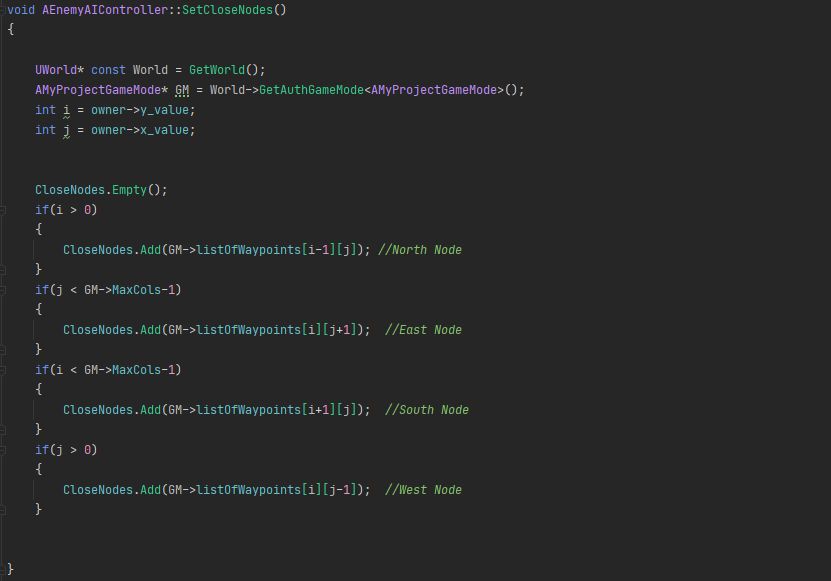 void AEnemyAIController::SetCloseNodes()
{
    UWorld* const World = GetWorld();
    AMyProjectGameMode* GM = World->GetAuthGameMode<AMyProjectGameMode>();
    int i = owner->y_value;
    int j = owner->x_value;
    CloseNodes.Empty();
    if(i > 0)
    {
        CloseNodes.Add(GM->listOfWaypoints[i-1][j]); //North Node
    }
    if(j < GM->MaxCols-1)
    {
        CloseNodes.Add(GM->listOfWaypoints[i][j+1]);  //East Node
    }
    if(i < GM->MaxCols-1)
    {
        CloseNodes.Add(GM->listOfWaypoints[i+1][j]);  //South Node
    }
    if(j > 0)
    {
        CloseNodes.Add(GM->listOfWaypoints[i][j-1]);  //West Node
    }
}